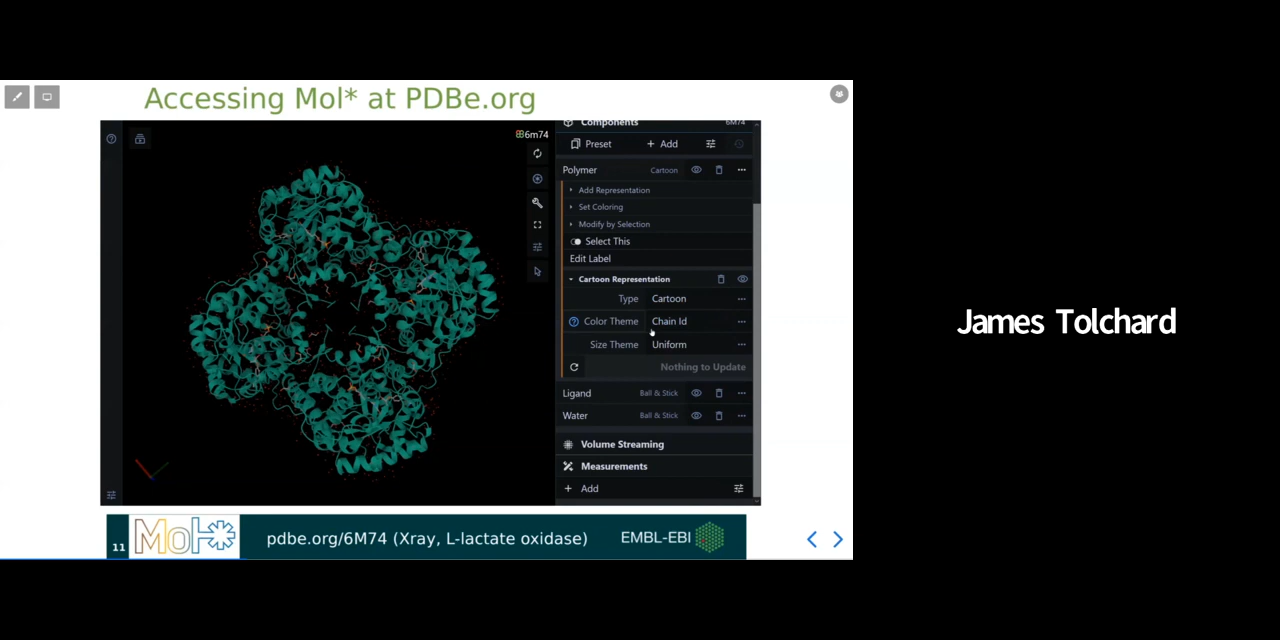 Accessing Mol* at PDBe.org
6m74
Components 6M74
Preset + Add
Polymer Cartoon
Add Representation
Set Coloring
Modify by Selection
Select This
Edit Label
Cartoon Representation
Type Cartoon
Color Theme Chain Id
Size Theme Uniform
Nothing to Update
Ligand Ball & Stick
Water Ball & Stick
Volume Streaming
Measurements
+ Add
11 Mol* pdbe.org/6M74 (Xray, L-lactate oxidase) EMBL-EBI
James Tolchard